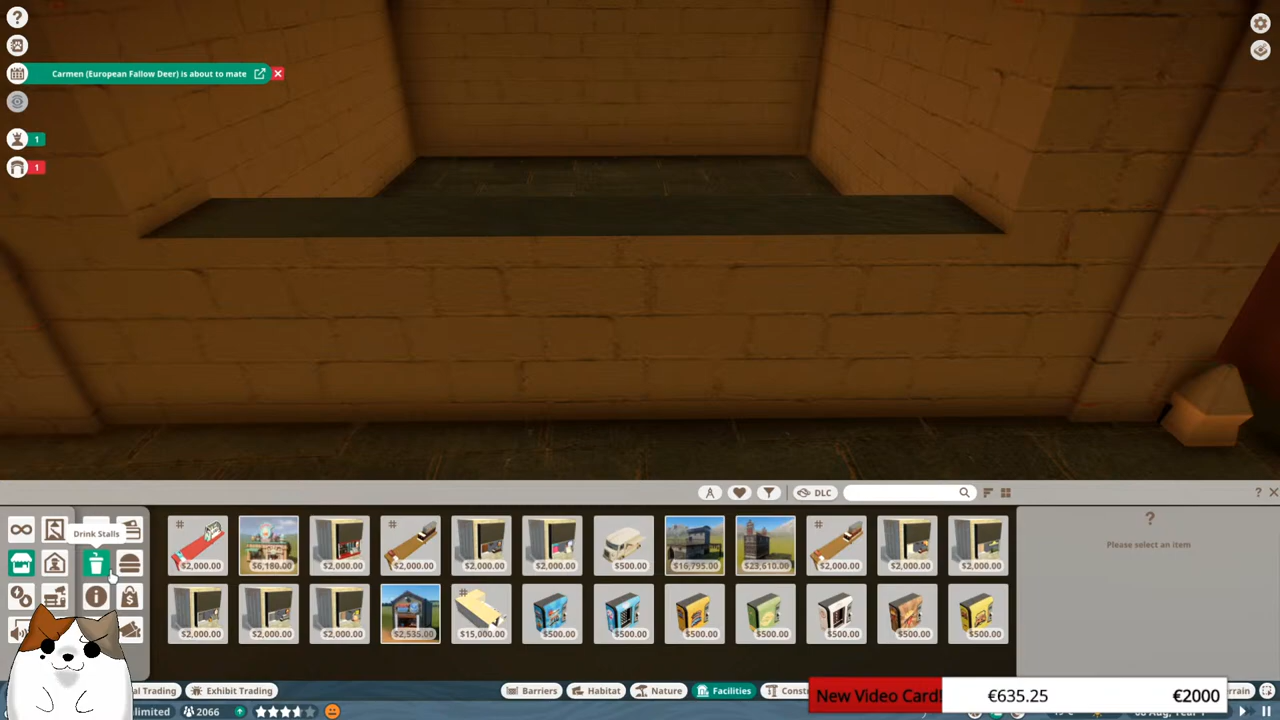 ?
Carmen (European Fallow Deer) is about to mate
1
1
DLC
?
Drink Stalls
$2,000.00
$6,180.00
$2,000.00
$2,000.00
$2,000.00
$2,000.00
$500.00
$16,795.00
$23,610.00
$2,000.00
$2,000.00
$2,000.00
?
Please select an item
$2,000.00
$2,000.00
$2,000.00
$2,535.00
$15,000.00
$500.00
$500.00
$500.00
$500.00
$500.00
$500.00
$500.00
al Trading
Exhibit Trading
Barriers
Habitat
Nature
Facilities
Const
New Video Card!
€635.25
€2000
rrain
limited
2066